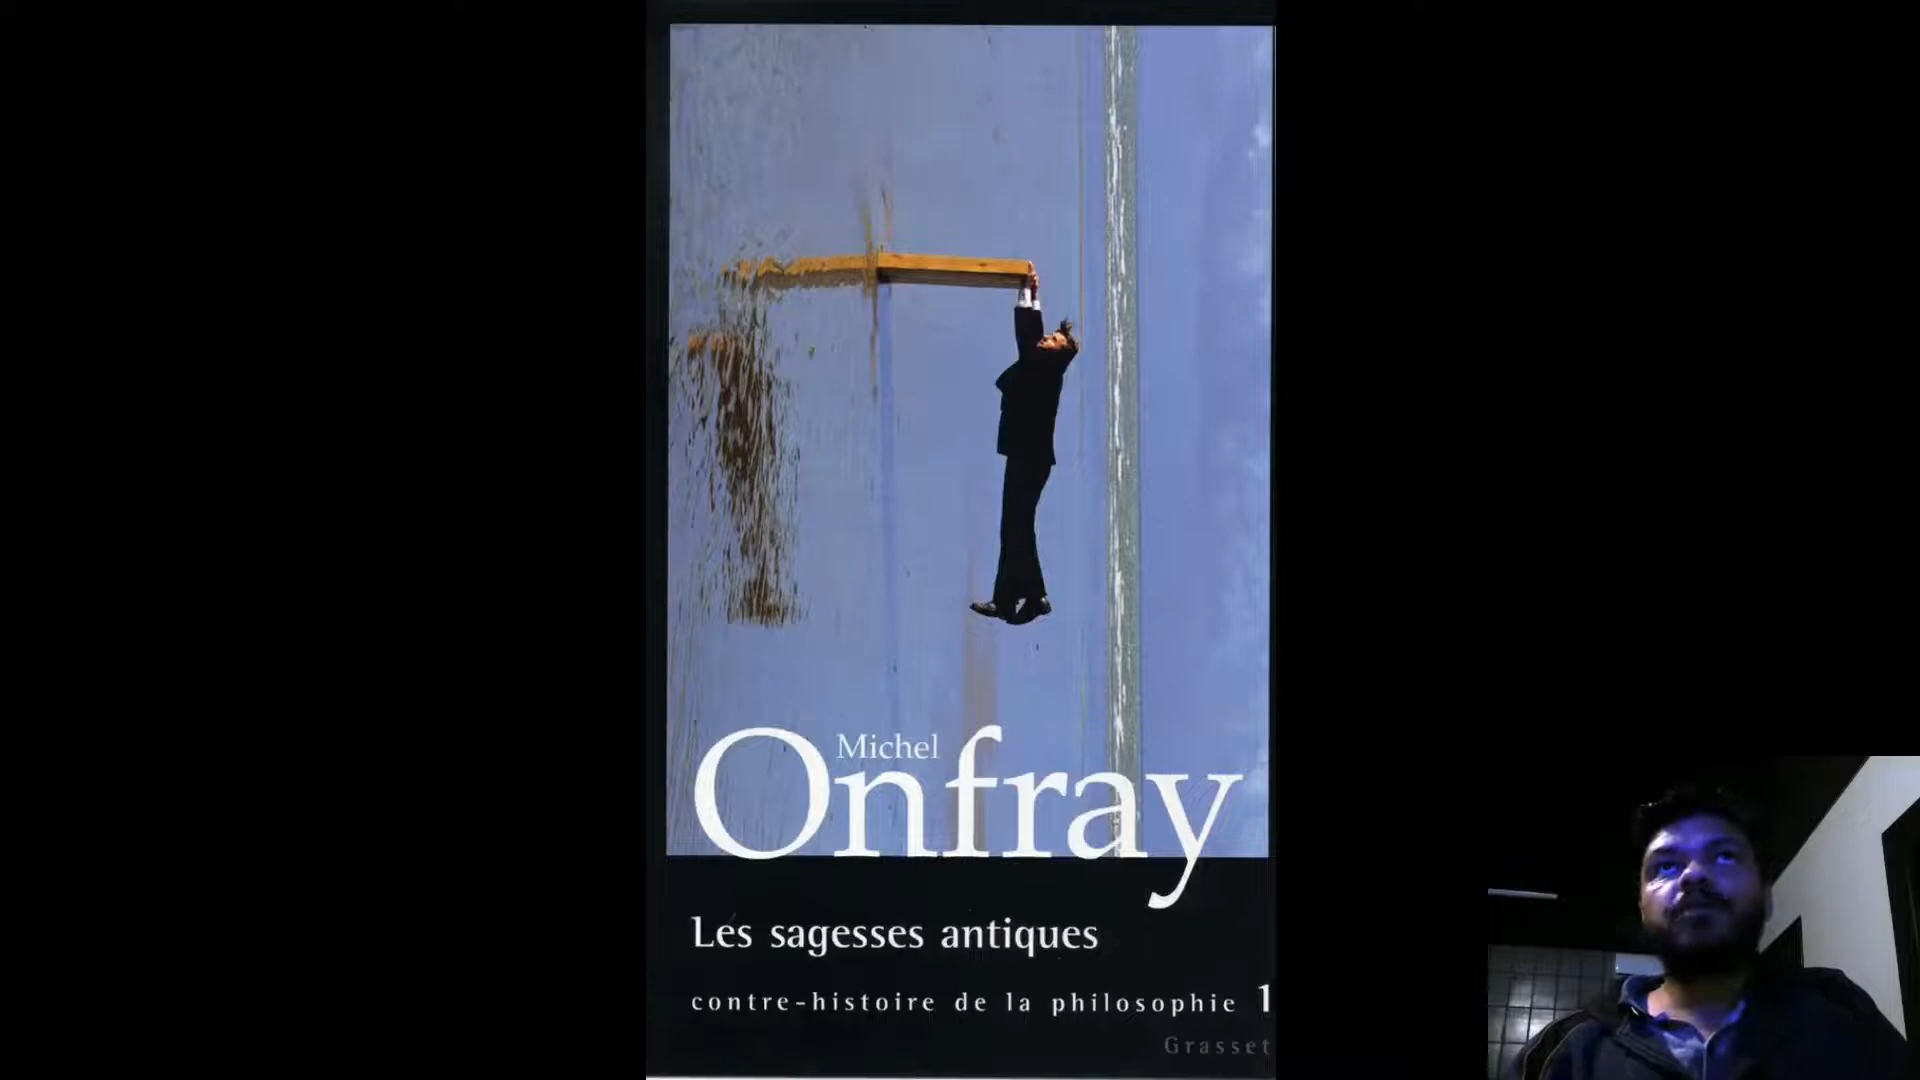 Michel
Onfray
Les sagesses antiques
contre-histoire de la philosophie 1
Grasset